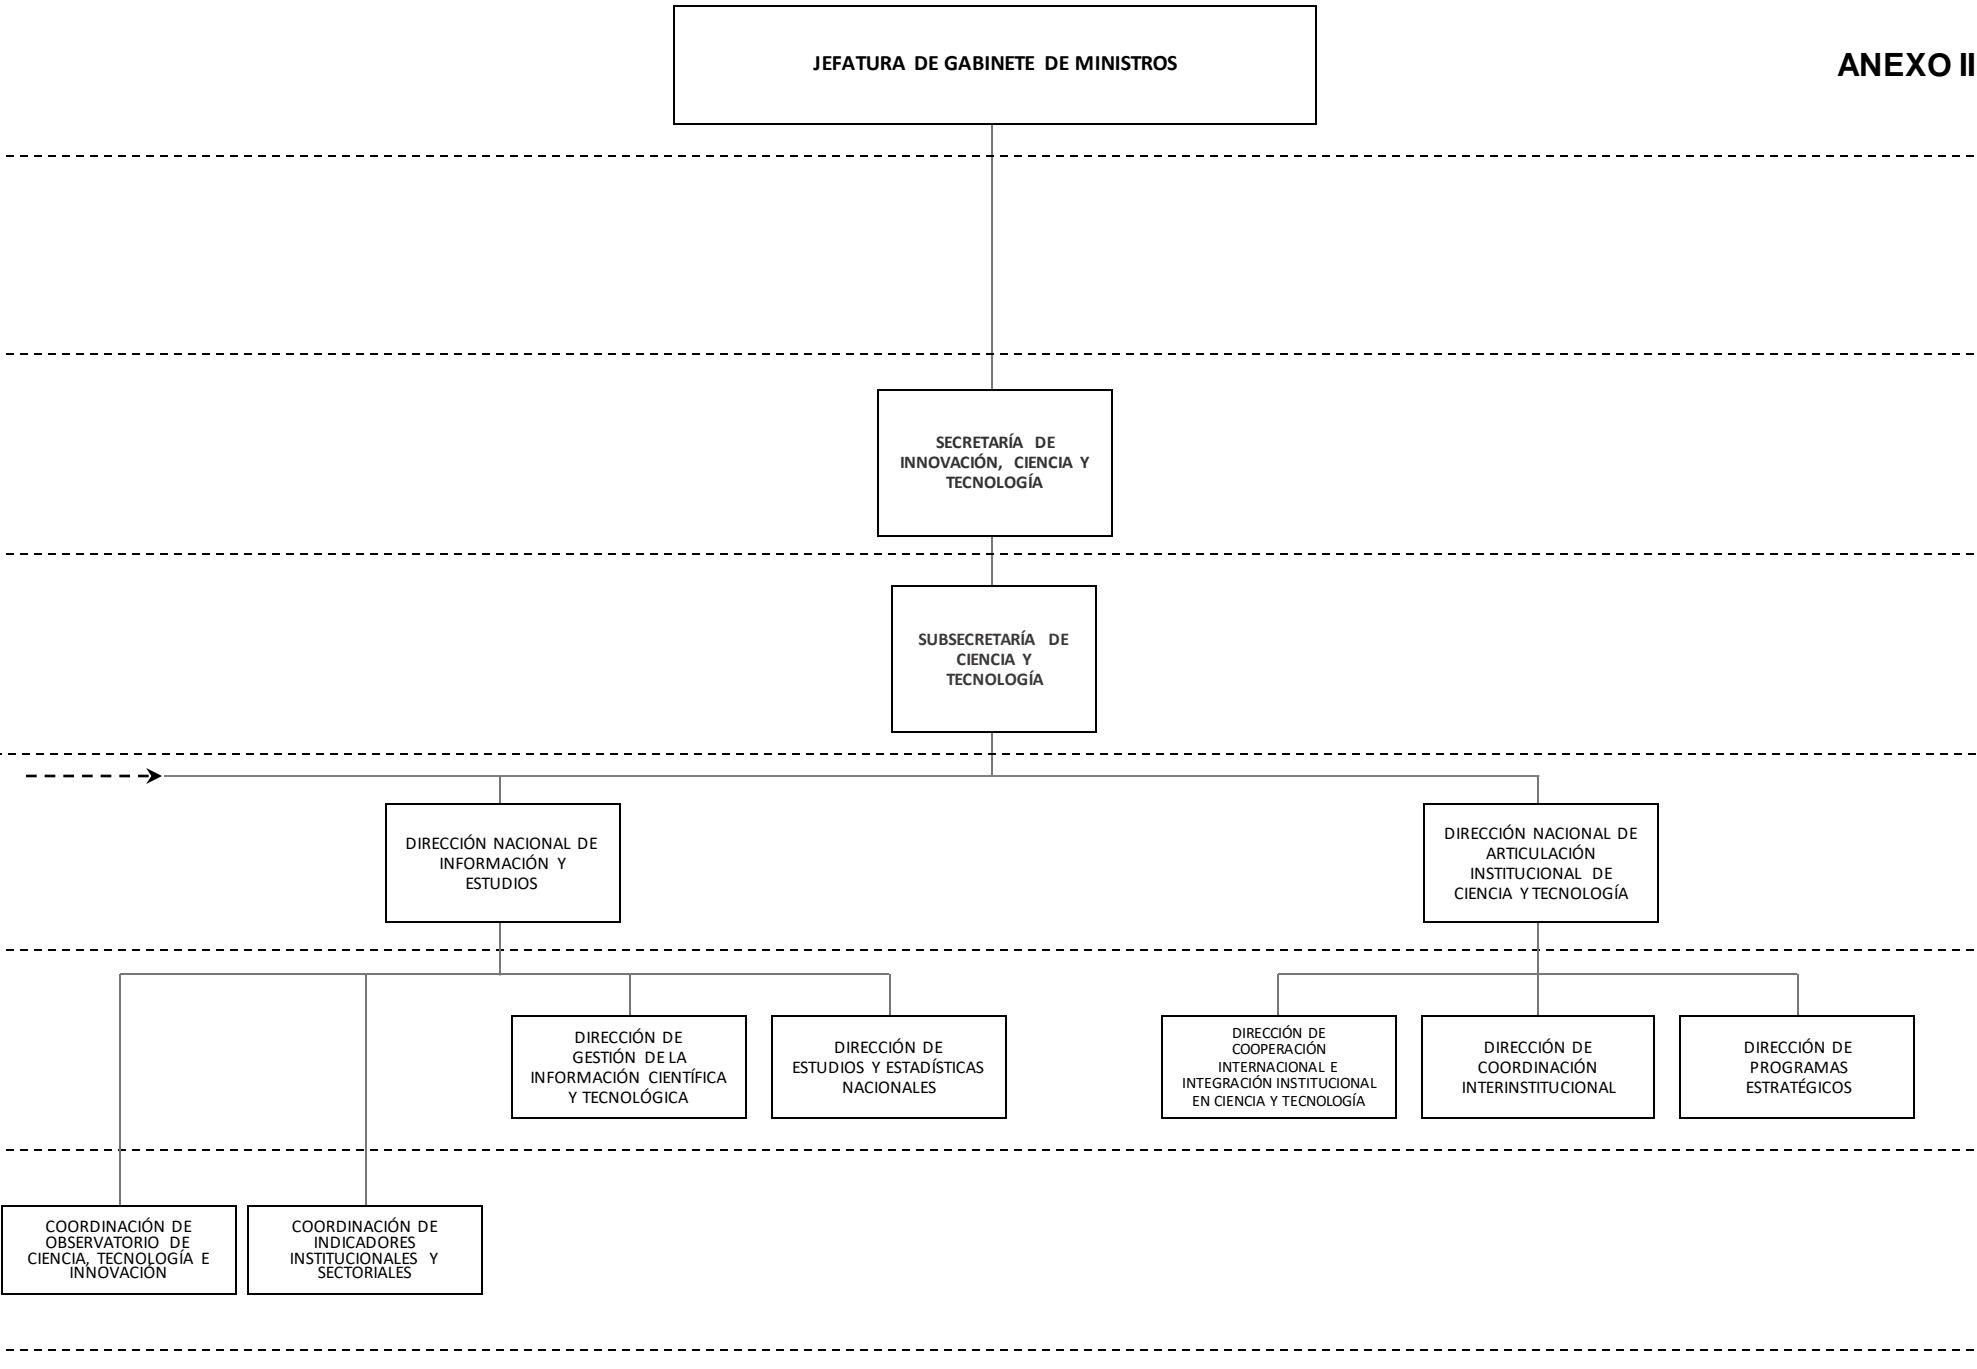 JEFATURA DE GABINETE DE MINISTROS
ANEXO II
SECRETARÍA DE
INNOVACIÓN, CIENCIA Y
TECNOLOGÍA
SUBSECRETARÍA DE
CIENCIA Y
TECNOLOGÍA
DIRECCIÓN NACIONAL DE
INFORMACIÓN Y
ESTUDIOS
DIRECCIÓN NACIONAL DE
ARTICULACIÓN
INSTITUCIONAL DE
CIENCIA Y TECNOLOGÍA
DIRECCIÓN DE
GESTIÓN DE LA
INFORMACIÓN CIENTÍFICA
Y TECNOLÓGICA
DIRECCIÓN DE
ESTUDIOS Y ESTADÍSTICAS
NACIONALES
DIRECCIÓN DE
COOPERACIÓN
INTERNACIONAL E
INTEGRACIÓN INSTITUCIONAL
EN CIENCIA Y TECNOLOGÍA
DIRECCIÓN DE
COORDINACIÓN
INTERINSTITUCIONAL
DIRECCIÓN DE
PROGRAMAS
ESTRATÉGICOS
COORDINACIÓN DE
OBSERVATORIO DE
CIENCIA, TECNOLOGÍA E
INNOVACIÓN
COORDINACIÓN DE
INDICADORES
INSTITUCIONALES Y
SECTORIALES